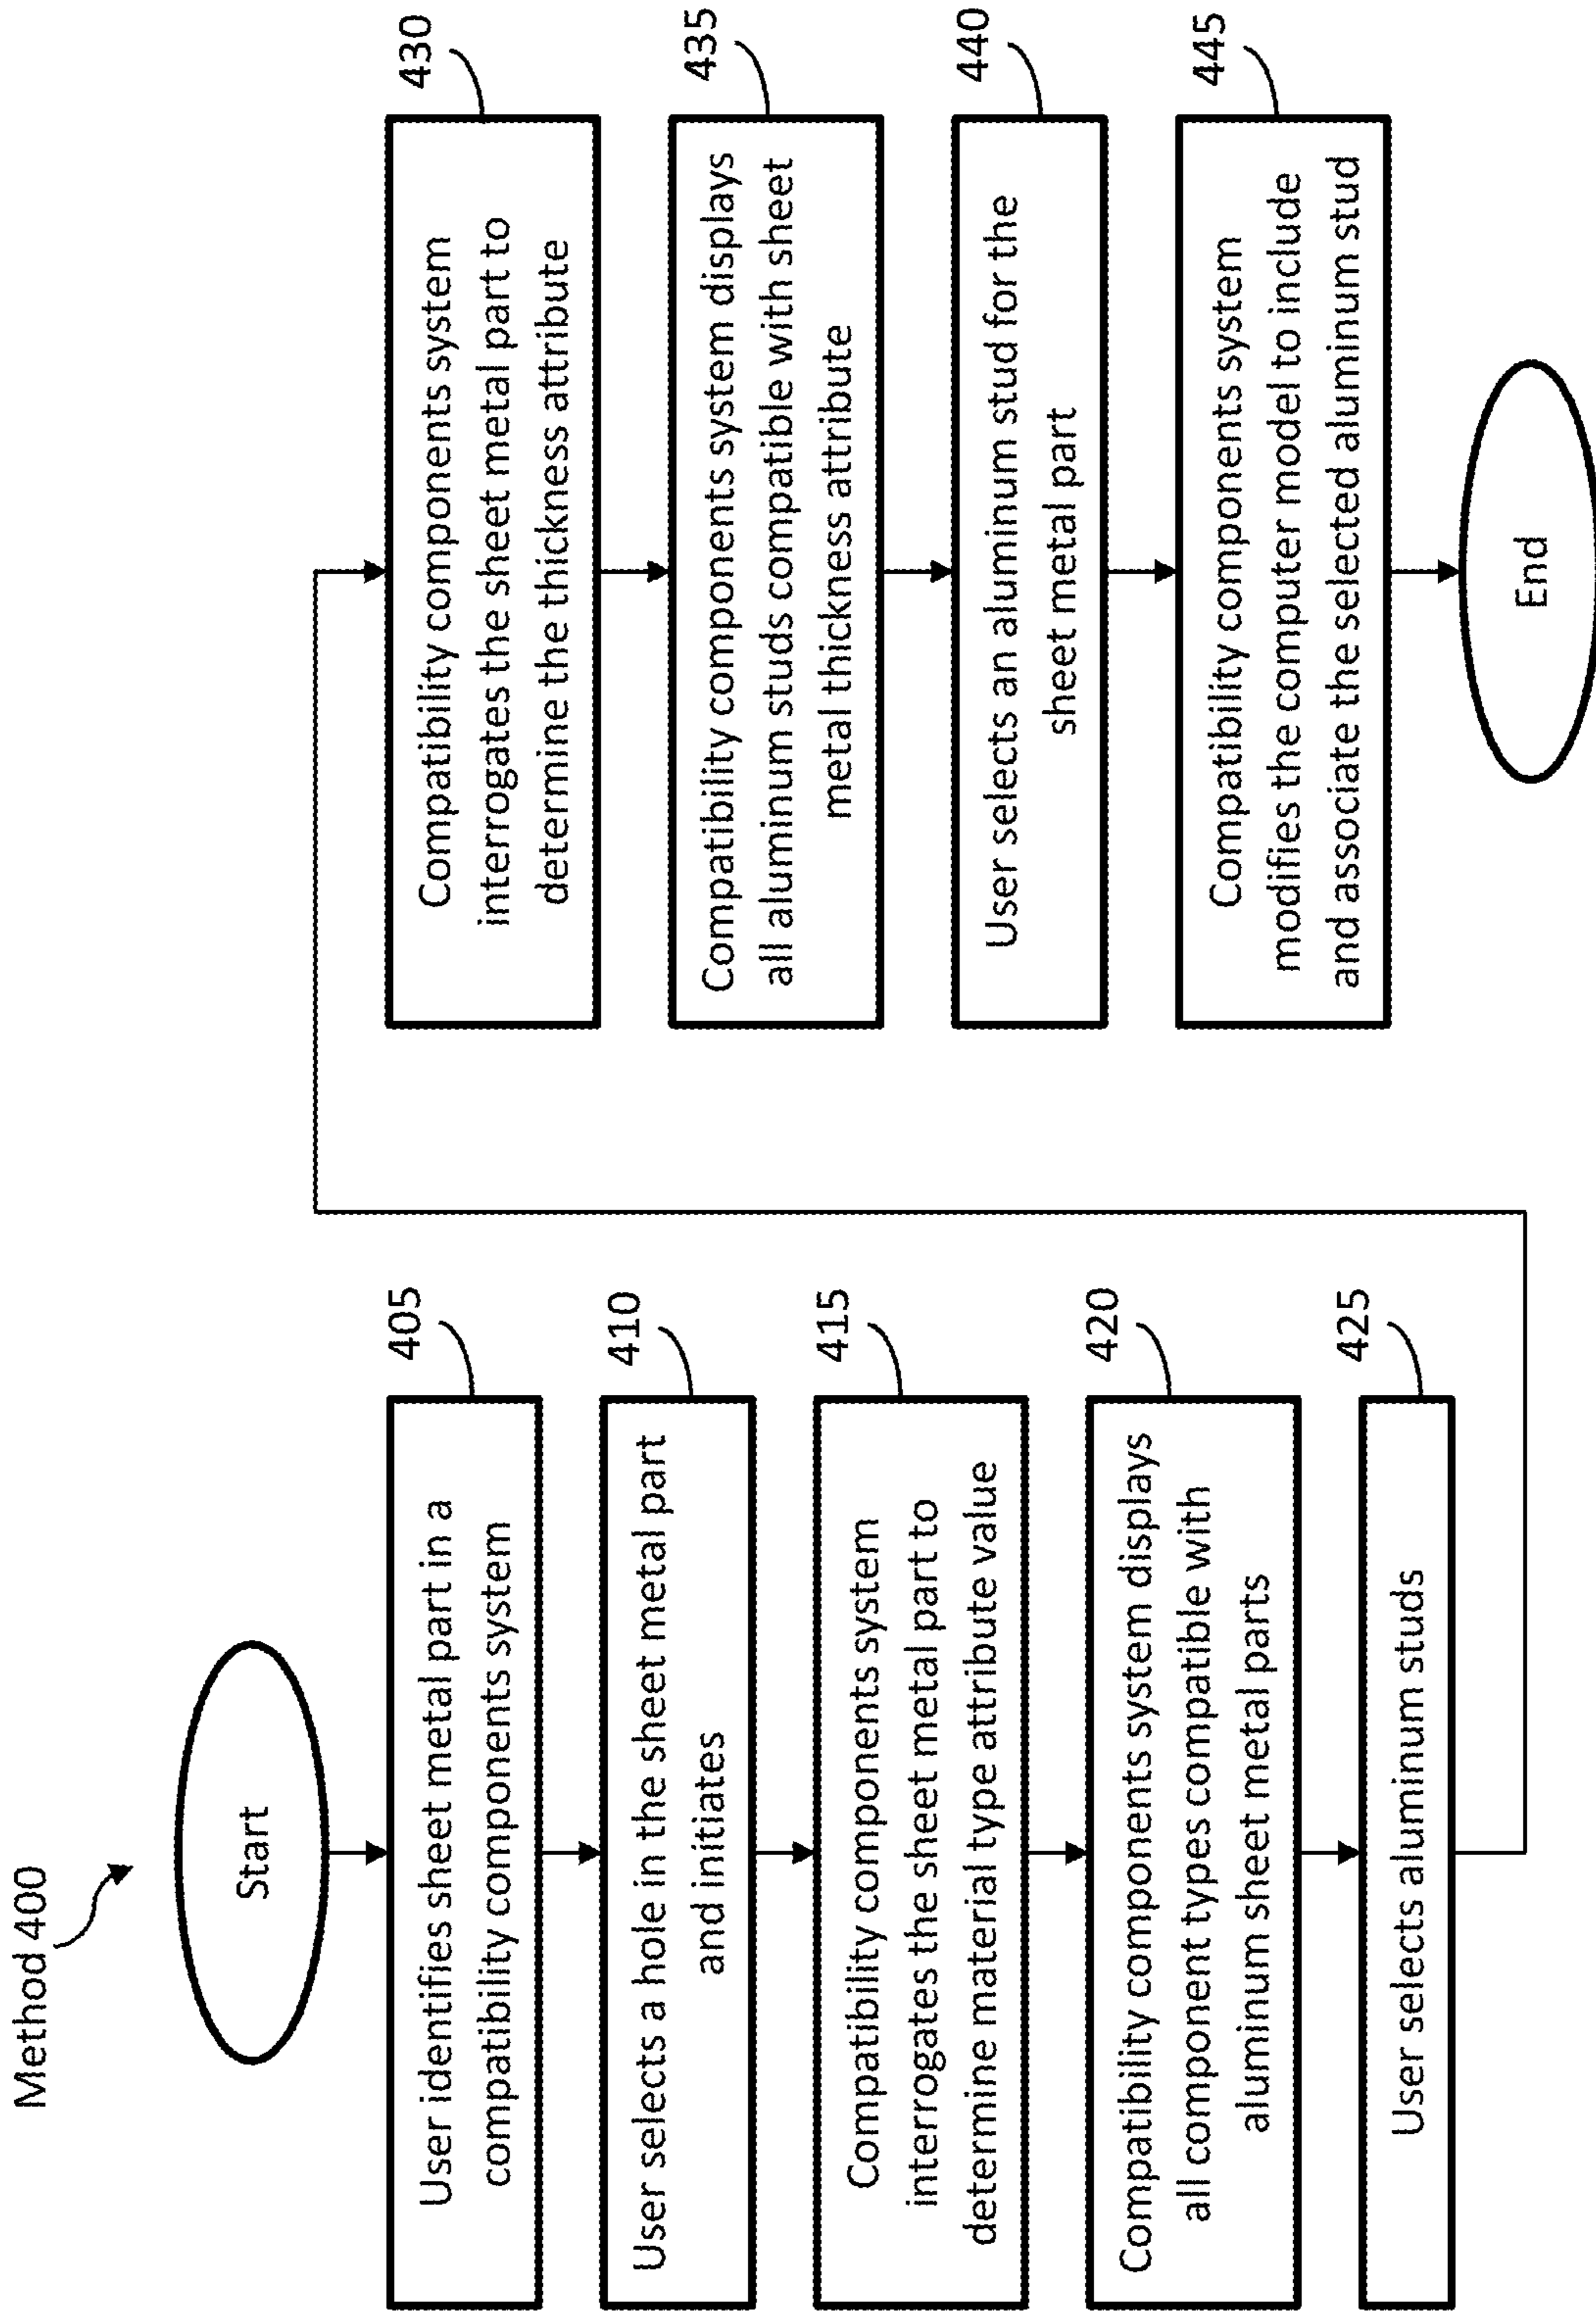 Method 400
Start
405
User identifies sheet metal part in a
compatibility components system
410
User selects a hole in the sheet metal part
and initiates
415
Compatibility components system
interrogates the sheet metal part to
determine material type attribute value
420
Compatibility components system displays
all component types compatible with
aluminum sheet metal parts
425
User selects aluminum studs
430
Compatibility components system
interrogates the sheet metal part to
determine the thickness attribute
435
Compatibility components system displays
all aluminum studs compatible with sheet
metal thickness attribute
440
User selects an aluminum stud for the
sheet metal part
445
Compatibility components system
modifies the computer model to include
and associate the selected aluminum stud
End